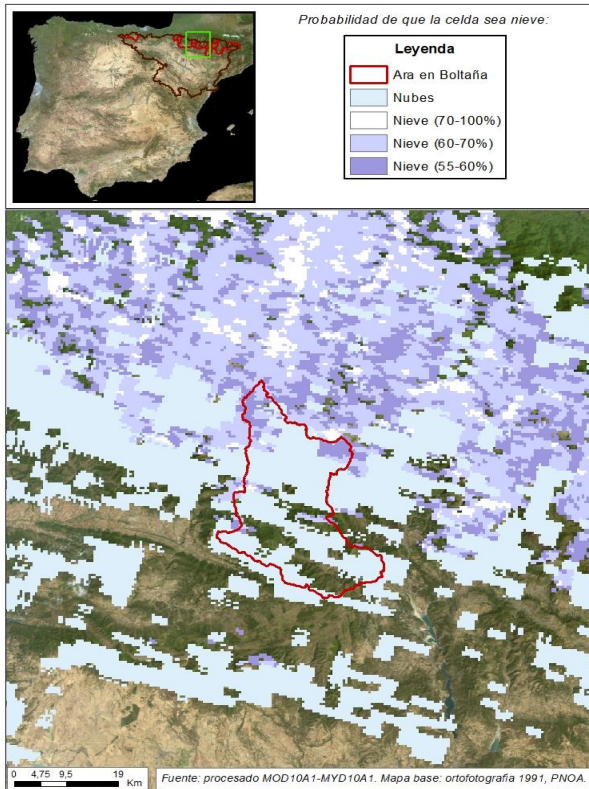 Probabilidad de que la celda sea nieve:
Leyenda
Ara en Boltaña
Nubes
Nieve (70-100%)
Nieve (60-70%)
Nieve (55-60%)
0 4,75 9,5 19
Km
Fuente: procesado MOD10A1-MYD10A1. Mapa base: ortofotografía 1991, PNOA.